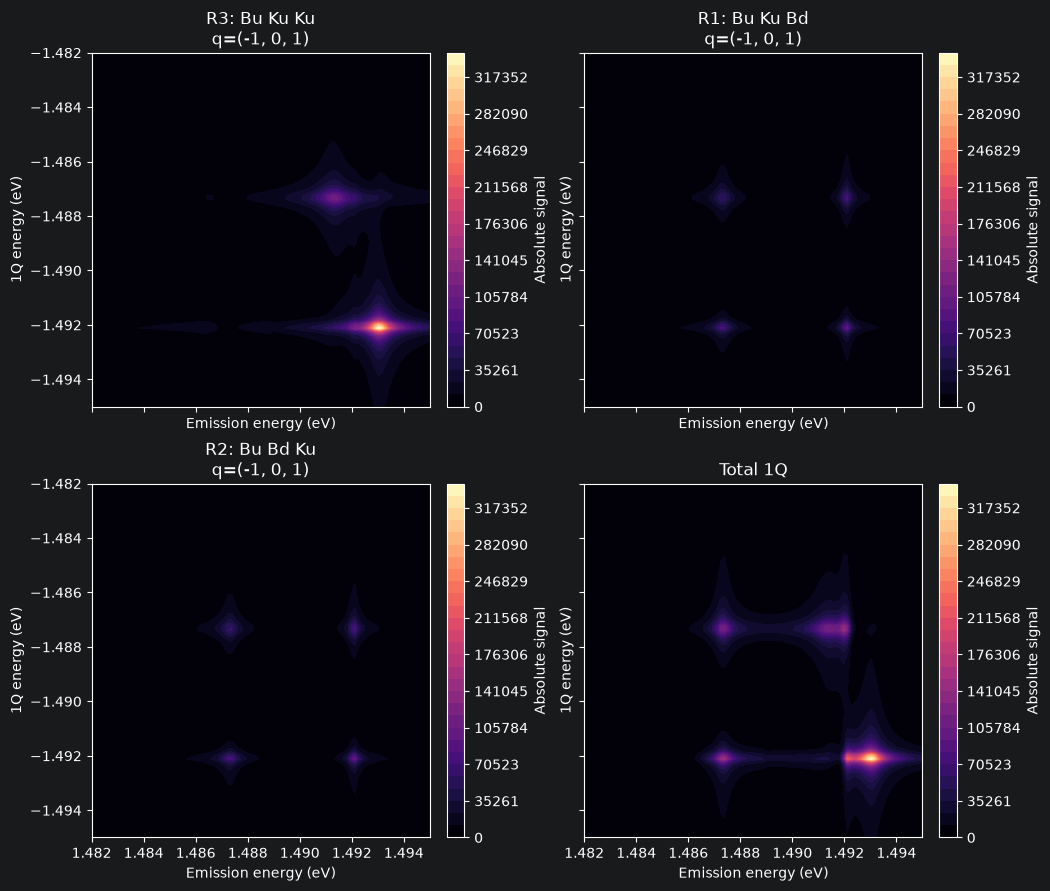 R3: Bu Ku Ku
q=(-1, 0, 1)
−1.482
−1.484
−1.486
−1.488
−1.490
−1.492
−1.494
1Q energy (eV)
Emission energy (eV)
317352
282090
246829
211568
176306
141045
105784
70523
35261
0
Absolute signal
R1: Bu Ku Bd
q=(-1, 0, 1)
1Q energy (eV)
Emission energy (eV)
317352
282090
246829
211568
176306
141045
105784
70523
35261
0
Absolute signal
R2: Bu Bd Ku
q=(-1, 0, 1)
−1.482
−1.484
−1.486
−1.488
−1.490
−1.492
−1.494
1Q energy (eV)
1.482 1.484 1.486 1.488 1.490 1.492 1.494
Emission energy (eV)
317352
282090
246829
211568
176306
141045
105784
70523
35261
0
Absolute signal
Total 1Q
1Q energy (eV)
1.482 1.484 1.486 1.488 1.490 1.492 1.494
Emission energy (eV)
317352
282090
246829
211568
176306
141045
105784
70523
35261
0
Absolute signal